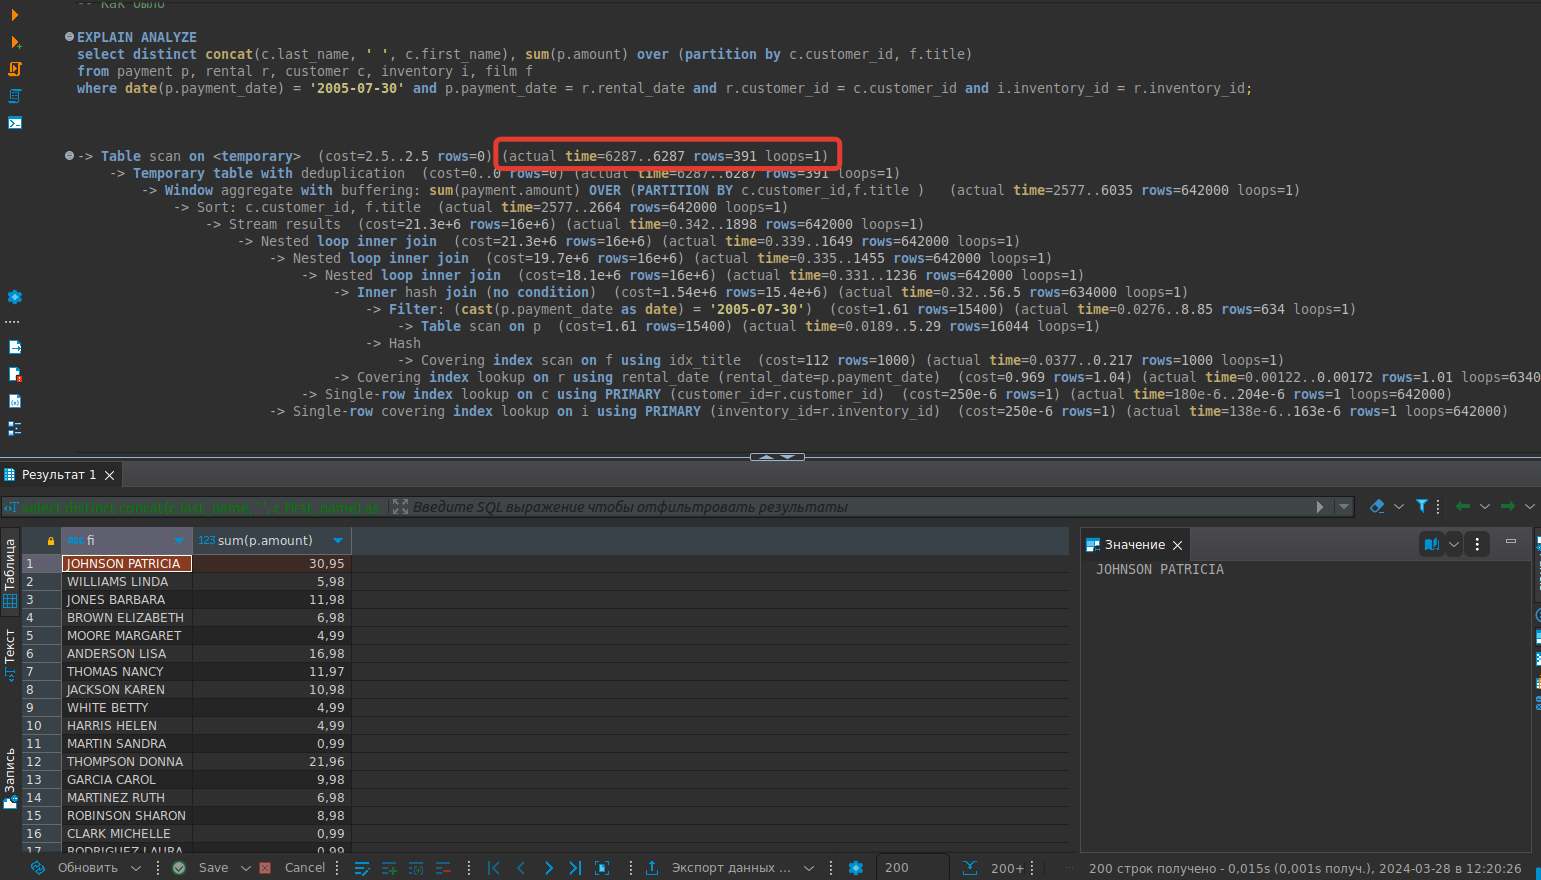 -- Как было
EXPLAIN ANALYZE
select distinct concat(c.last_name, ' ', c.first_name), sum(p.amount) over (partition by c.customer_id, f.title)
from payment p, rental r, customer c, inventory i, film f
where date(p.payment_date) = '2005-07-30' and p.payment_date = r.rental_date and r.customer_id = c.customer_id and i.inventory_id = r.inventory_id;
-> Table scan on <temporary>  (cost=2.5..2.5 rows=0) (actual time=6287..6287 rows=391 loops=1)
-> Temporary table with deduplication  (cost=0..0 rows=0) (actual time=6287..6287 rows=391 loops=1)
-> Window aggregate with buffering: sum(payment.amount) OVER (PARTITION BY c.customer_id,f.title )   (actual time=2577..6035 rows=642000 loops=1)
-> Sort: c.customer_id, f.title  (actual time=2577..2664 rows=642000 loops=1)
-> Stream results  (cost=21.3e+6 rows=16e+6) (actual time=0.342..1898 rows=642000 loops=1)
-> Nested loop inner join  (cost=21.3e+6 rows=16e+6) (actual time=0.339..1649 rows=642000 loops=1)
-> Nested loop inner join  (cost=19.7e+6 rows=16e+6) (actual time=0.335..1455 rows=642000 loops=1)
-> Nested loop inner join  (cost=18.1e+6 rows=16e+6) (actual time=0.331..1236 rows=642000 loops=1)
-> Inner hash join (no condition)  (cost=1.54e+6 rows=15.4e+6) (actual time=0.32..56.5 rows=634000 loops=1)
-> Filter: (cast(p.payment_date as date) = '2005-07-30')  (cost=1.61 rows=15400) (actual time=0.0276..8.85 rows=634 loops=1)
-> Table scan on p  (cost=1.61 rows=15400) (actual time=0.0189..5.29 rows=16044 loops=1)
-> Hash
-> Covering index scan on f using idx_title  (cost=112 rows=1000) (actual time=0.0377..0.217 rows=1000 loops=1)
-> Covering index lookup on r using rental_date (rental_date=p.payment_date)  (cost=0.969 rows=1.04) (actual time=0.00122..0.00172 rows=1.01 loops=6340
-> Single-row index lookup on c using PRIMARY (customer_id=r.customer_id)  (cost=250e-6 rows=1) (actual time=180e-6..204e-6 rows=1 loops=642000)
-> Single-row covering index lookup on i using PRIMARY (inventory_id=r.inventory_id)  (cost=250e-6 rows=1) (actual time=138e-6..163e-6 rows=1 loops=642000)
Результат 1
select distinct concat(c.last_name, ' ', c.first_name) as
Введите SQL выражение чтобы отфильтровать результаты
Таблица
Текст
Запись
ABC fi 123 sum(p.amount)
1 JOHNSON PATRICIA 30,95
2 WILLIAMS LINDA 5,98
3 JONES BARBARA 11,98
4 BROWN ELIZABETH 6,98
5 MOORE MARGARET 4,99
6 ANDERSON LISA 16,98
7 THOMAS NANCY 11,97
8 JACKSON KAREN 10,98
9 WHITE BETTY 4,99
10 HARRIS HELEN 4,99
11 MARTIN SANDRA 0,99
12 THOMPSON DONNA 21,96
13 GARCIA CAROL 9,98
14 MARTINEZ RUTH 6,98
15 ROBINSON SHARON 8,98
16 CLARK MICHELLE 0,99
17 RODRIGUEZ LAURA 0,99
Значение
JOHNSON PATRICIA
Обновить Save Cancel Экспорт данных ... 200 200+ 200 строк получено - 0,015s (0,001s получ.), 2024-03-28 в 12:20:26